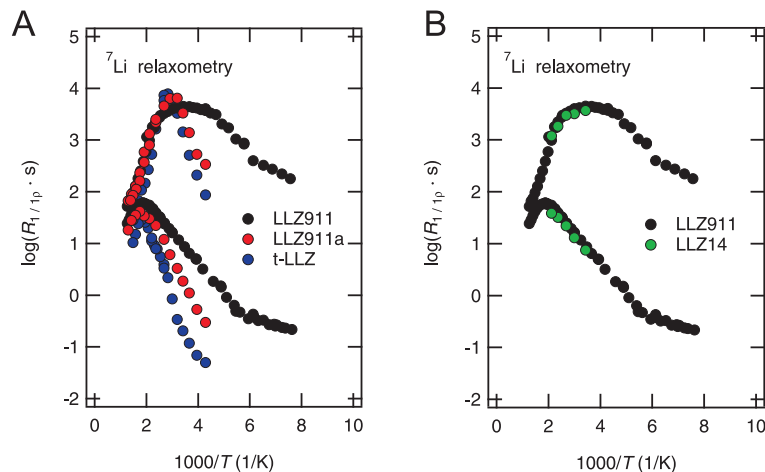 A
5
4
3
2
1
0
-1
-2
log(R1/1ρ · s)
7Li relaxometry
LLZ911
LLZ911a
t-LLZ
0 2 4 6 8 10
1000/T (1/K)
B
5
4
3
2
1
0
-1
-2
log(R1/1ρ · s)
7Li relaxometry
LLZ911
LLZ14
0 2 4 6 8 10
1000/T (1/K)